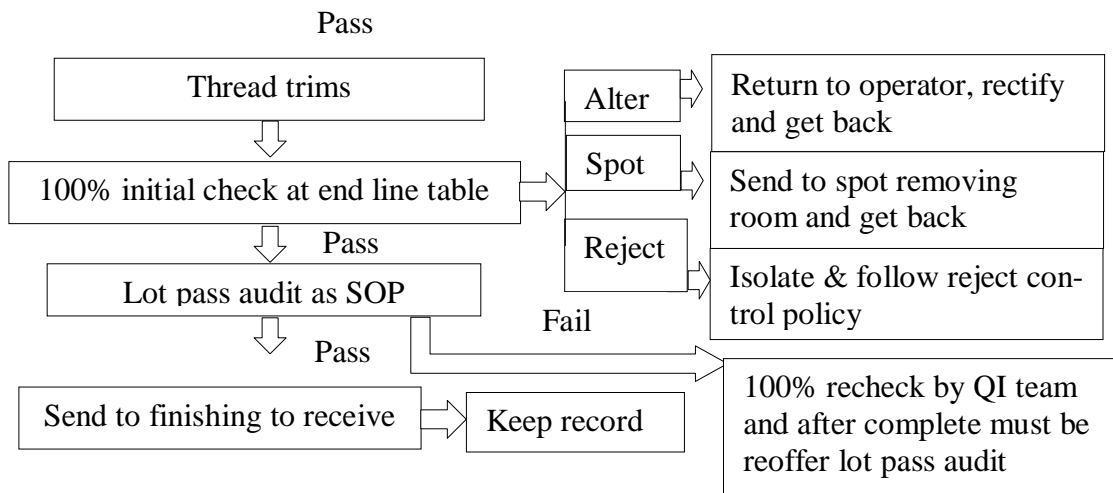 Pass
Thread trims
Alter
Return to operator, rectify
and get back
100% initial check at end line table
Spot
Send to spot removing
room and get back
Pass
Reject
Isolate & follow reject con-
trol policy
Lot pass audit as SOP
Fail
Pass
100% recheck by QI team
and after complete must be
reoffer lot pass audit
Send to finishing to receive
Keep record